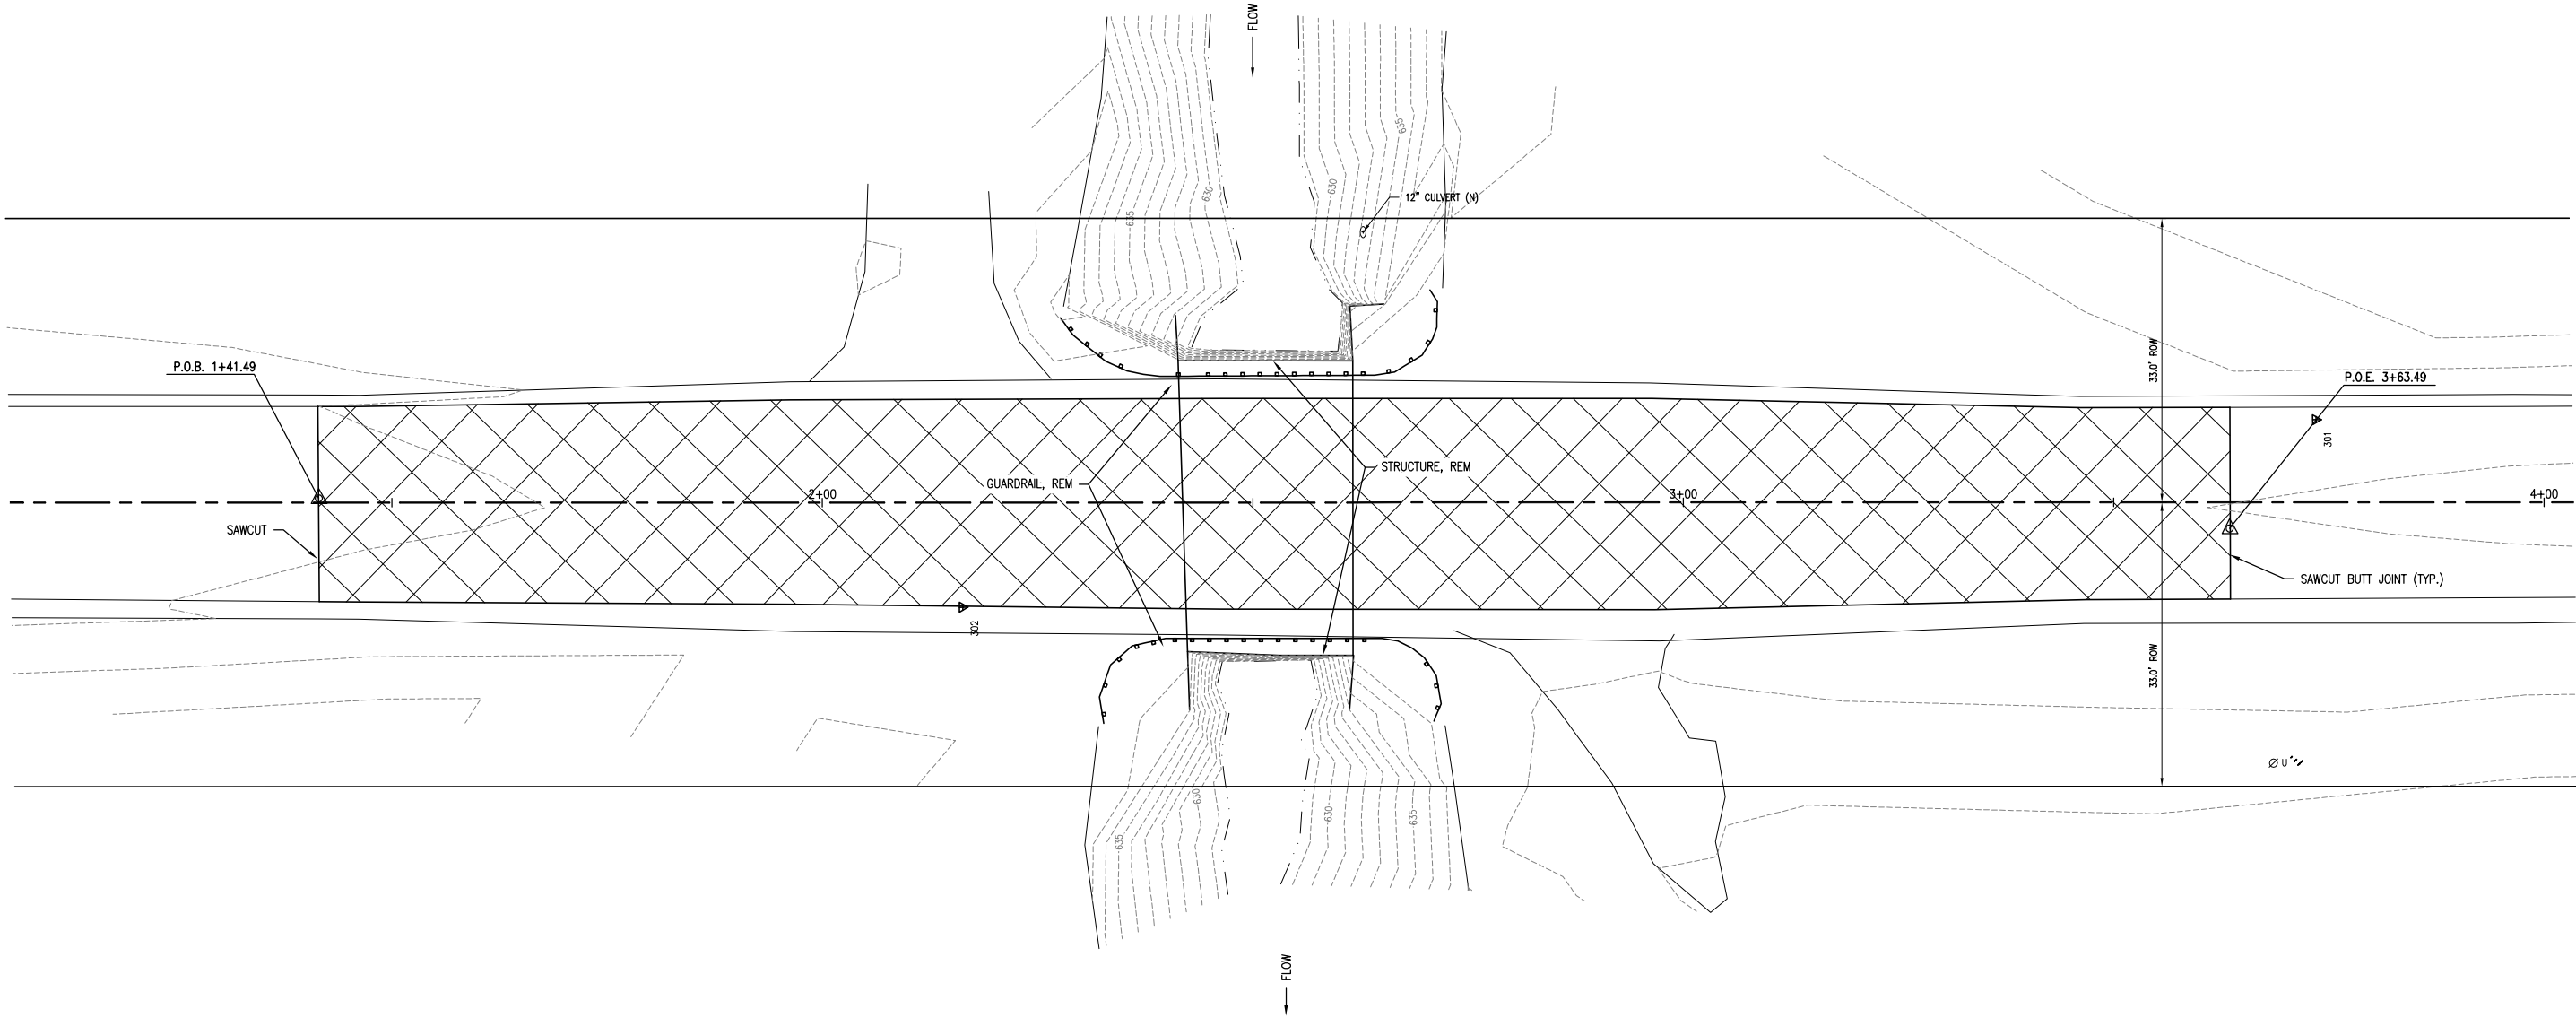 FLOW
635
630
12" CULVERT (N)
630
635
33.0' ROW
P.O.B. 1+41.49
P.O.E. 3+63.49
301
GUARDRAIL, REM
STRUCTURE, REM
2+00
3+00
4+00
SAWCUT
SAWCUT BUTT JOINT (TYP.)
302
33.0' ROW
U
630
635
630
635
FLOW